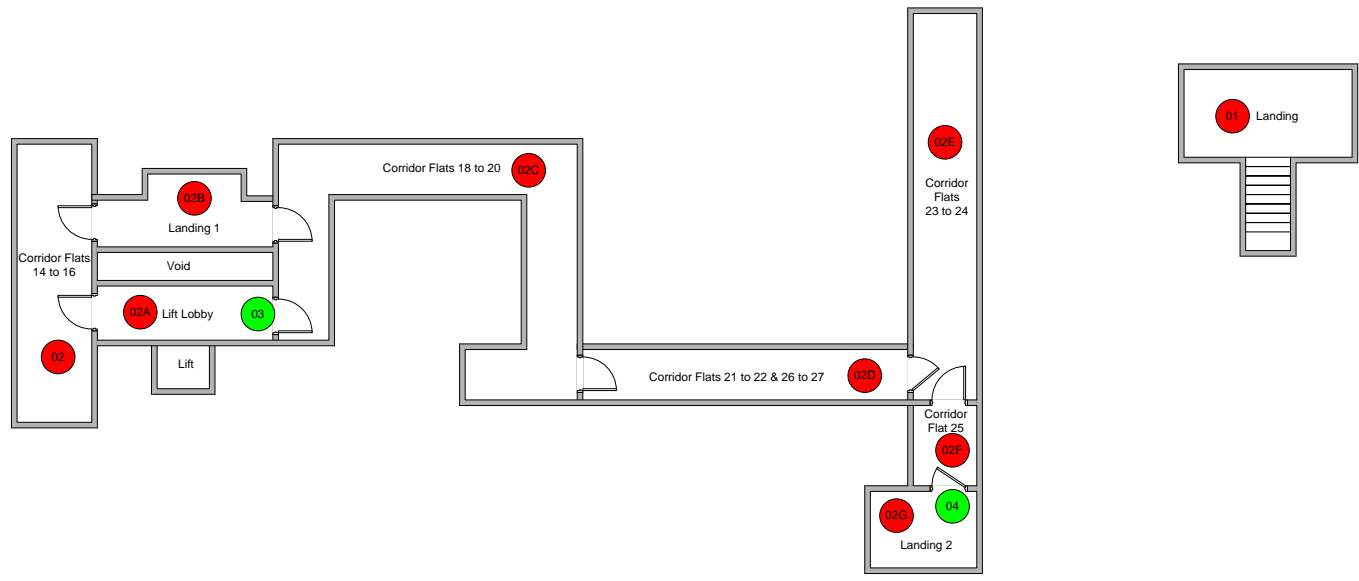 02E
01
Landing
Corridor Flats 18 to 20
02C
Corridor
Flats
23 to 24
02B
Landing 1
Corridor Flats
14 to 16
Void
02A
Lift Lobby
03
02
Lift
Corridor Flats 21 to 22 & 26 to 27
02D
Corridor
Flat 25
02F
02G
04
Landing 2